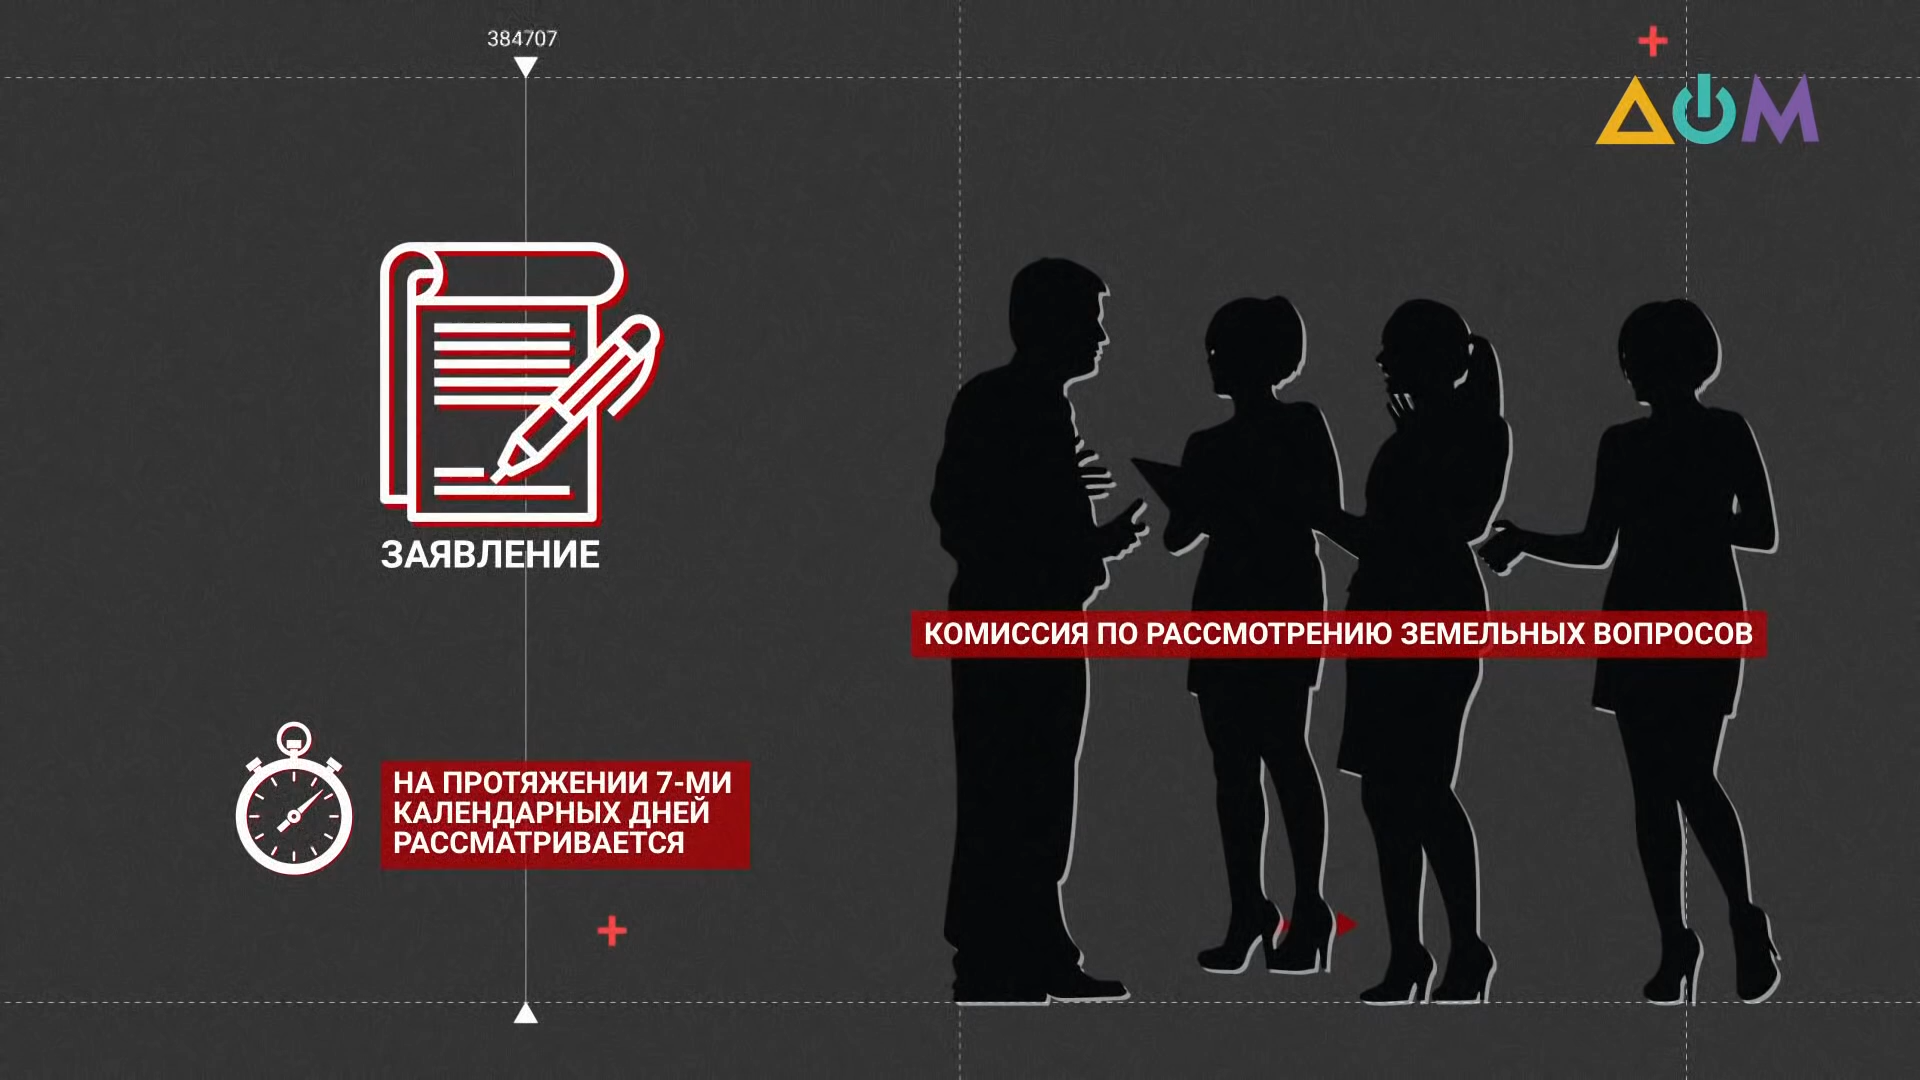 384707
ДОМ
ЗАЯВЛЕНИЕ
КОМИССИЯ ПО РАССМОТРЕНИЮ ЗЕМЕЛЬНЫХ ВОПРОСОВ
НА ПРОТЯЖЕНИИ 7-МИ
КАЛЕНДАРНЫХ ДНЕЙ
РАССМАТРИВАЕТСЯ